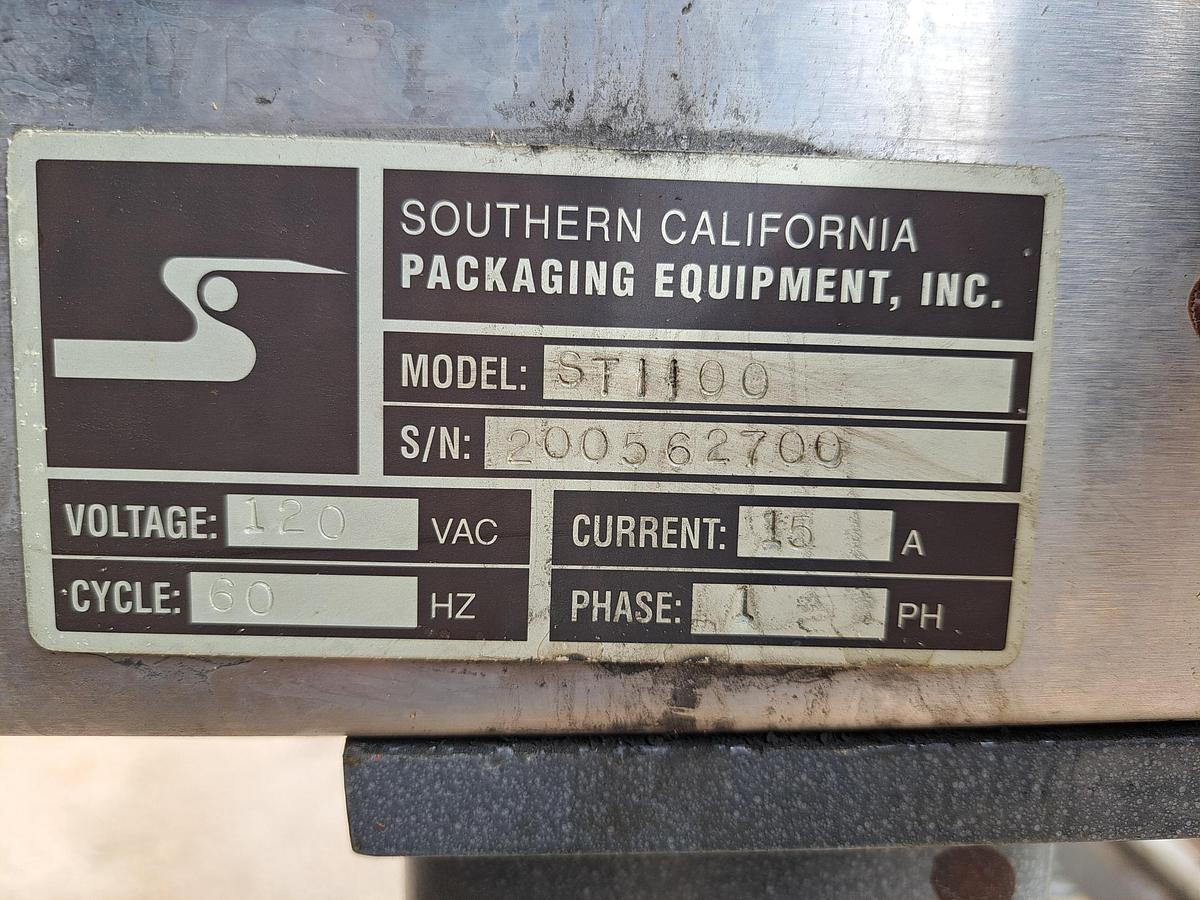 SOUTHERN CALIFORNIA
PACKAGING EQUIPMENT, INC.
MODEL: ST1100
S/N: 200562700
VOLTAGE: 120 VAC
CURRENT: 15 A
CYCLE: 60 HZ
PHASE: 1 PH